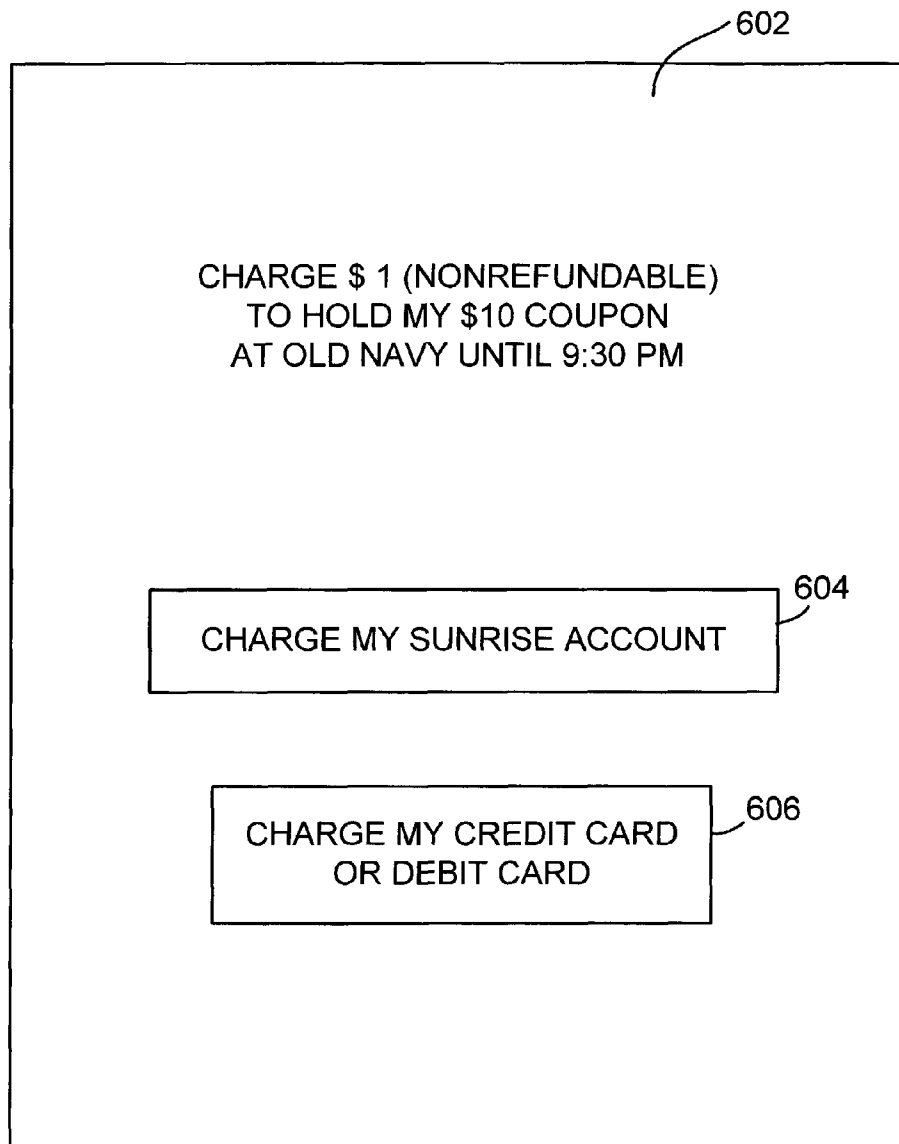 602
CHARGE $ 1 (NONREFUNDABLE)
TO HOLD MY $10 COUPON
AT OLD NAVY UNTIL 9:30 PM
604
CHARGE MY SUNRISE ACCOUNT
606
CHARGE MY CREDIT CARD
OR DEBIT CARD